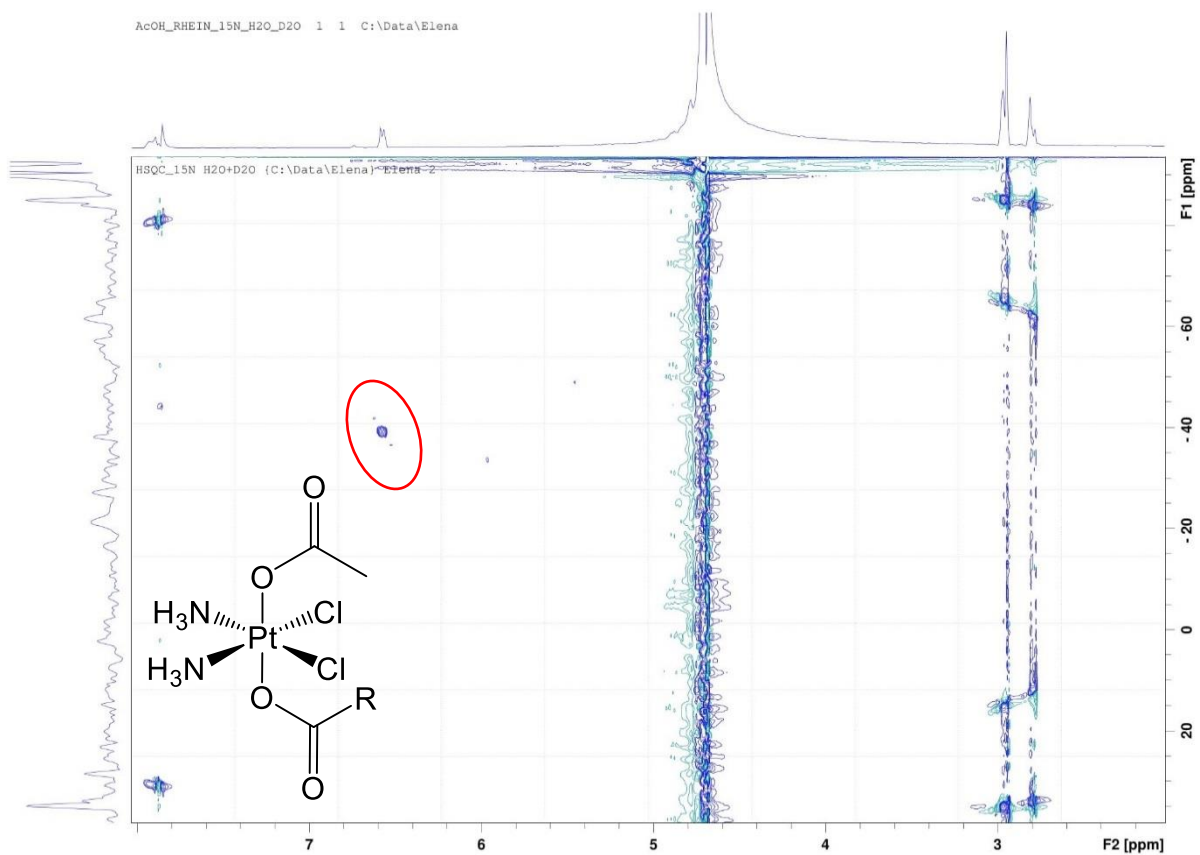 AcOH_RHEIN_15N_H2O_D2O 1 1 C:\Data\Elena
HSQC_15N H2O+D2O {C:\Data\Elena} Elena 2
F1 [ppm]
- 60
- 40
- 20
0
20
O
O
H3N
Cl
Pt
H3N
Cl
O
R
O
7
6
5
4
3
F2 [ppm]